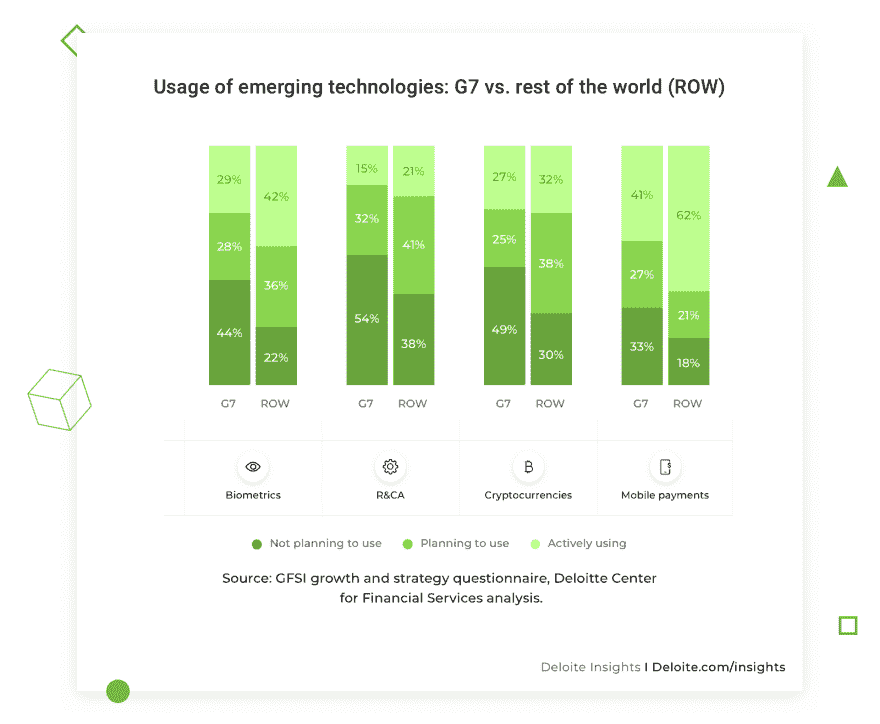 Usage of emerging technologies: G7 vs. rest of the world (ROW)
29% 42% 15% 21% 27% 32% 41% 62%
28% 36% 32% 41% 25% 38% 27% 21%
44% 22% 54% 38% 49% 30% 33% 18%
G7 ROW G7 ROW G7 ROW G7 ROW
Biometrics R&CA Cryptocurrencies Mobile payments
Not planning to use Planning to use Actively using
Source: GFSI growth and strategy questionnaire, Deloitte Center
for Financial Services analysis.
Deloite Insights I Deloite.com/insights